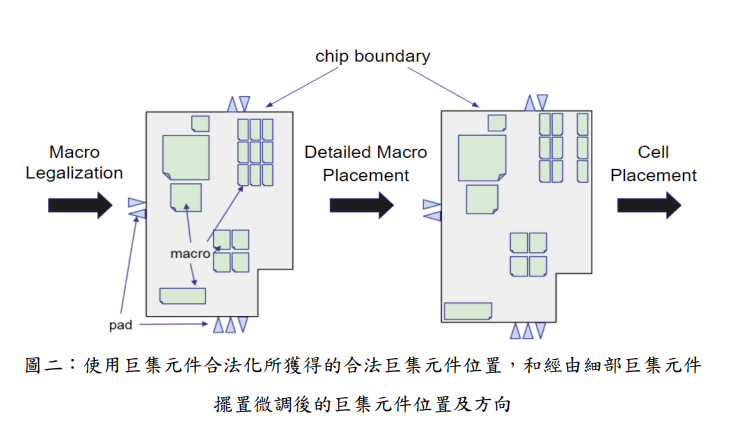 chip boundary
Macro
Legalization
Detailed Macro
Placement
Cell
Placement
macro
pad
圖二：使用巨集元件合法化所獲得的合法巨集元件位置，和經由細部巨集元件
擺置微調後的巨集元件位置及方向